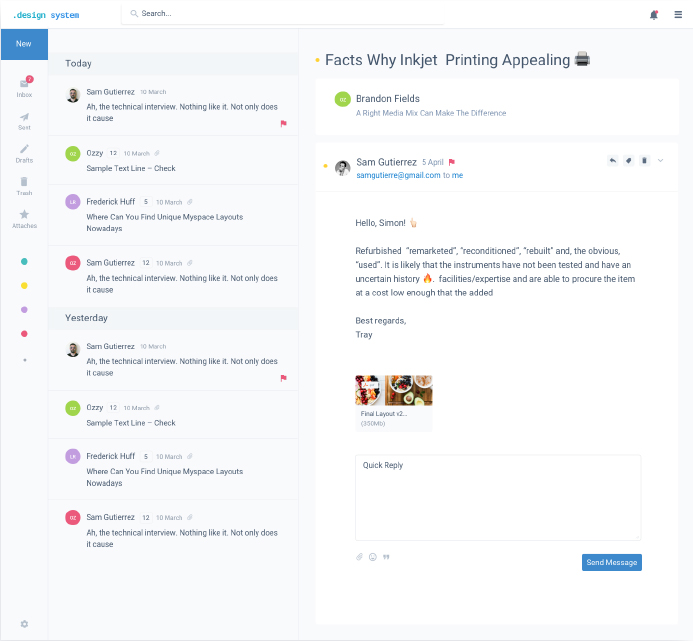 .design system
Search...
New
2
Inbox
Sent
Drafts
Trash
Attaches
Today
Sam Gutierrez 10 March
Ah, the technical interview. Nothing like it. Not only does
it cause
OZ Ozzy 12 10 March
Sample Text Line – Check
Frederick Huff 5 10 March
Where Can You Find Unique Myspace Layouts
Nowadays
OZ Sam Gutierrez 12 10 March
Ah, the technical interview. Nothing like it. Not only does
it cause
Yesterday
Sam Gutierrez 10 March
Ah, the technical interview. Nothing like it. Not only does
it cause
OZ Ozzy 12 10 March
Sample Text Line – Check
Frederick Huff 5 10 March
Where Can You Find Unique Myspace Layouts
Nowadays
OZ Sam Gutierrez 12 10 March
Ah, the technical interview. Nothing like it. Not only does
it cause
Facts Why Inkjet Printing Appealing 🖨
OZ Brandon Fields
A Right Media Mix Can Make The Difference
Sam Gutierrez 5 April
samgutierre@gmail.com to me
Hello, Simon! 👆
Refurbished “remarketed”, “reconditioned”, “rebuilt” and, the obvious,
“used”. It is likely that the instruments have not been tested and have an
uncertain history 🔥. facilities/expertise and are able to procure the item
at a cost low enough that the added
Best regards,
Tray
Final Layout v2...
(350Mb)
Quick Reply
Send Message